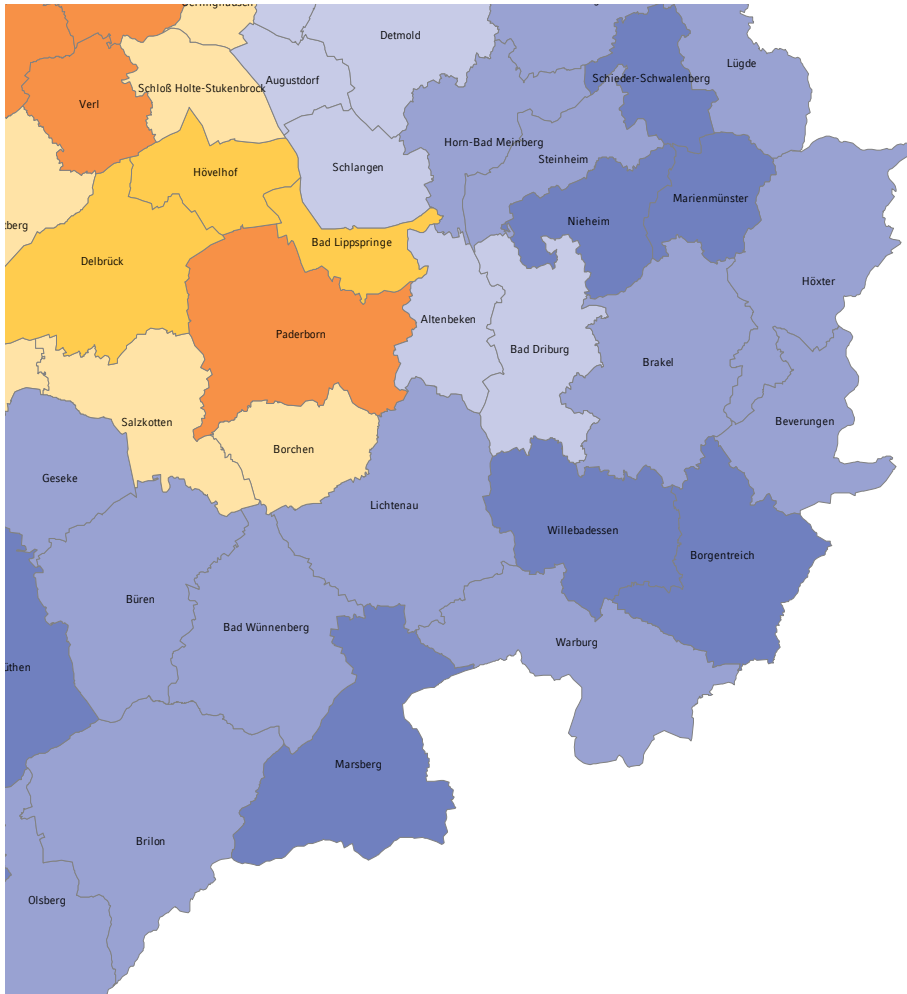 Detmold
Lügde
Schieder-Schwalenberg
Augustdorf
Schloß Holte-Stukenbrock
Verl
Horn-Bad Meinberg
Steinheim
Schlangen
Hövelhof
Marienmünster
Nieheim
berg
Bad Lippspringe
Delbrück
Höxter
Altenbeken
Paderborn
Bad Driburg
Brakel
Salzkotten
Beverungen
Borchen
Geseke
Lichtenau
Willebadessen
Borgentreich
Büren
Bad Wünnenberg
Warburg
üthen
Marsberg
Brilon
Olsberg